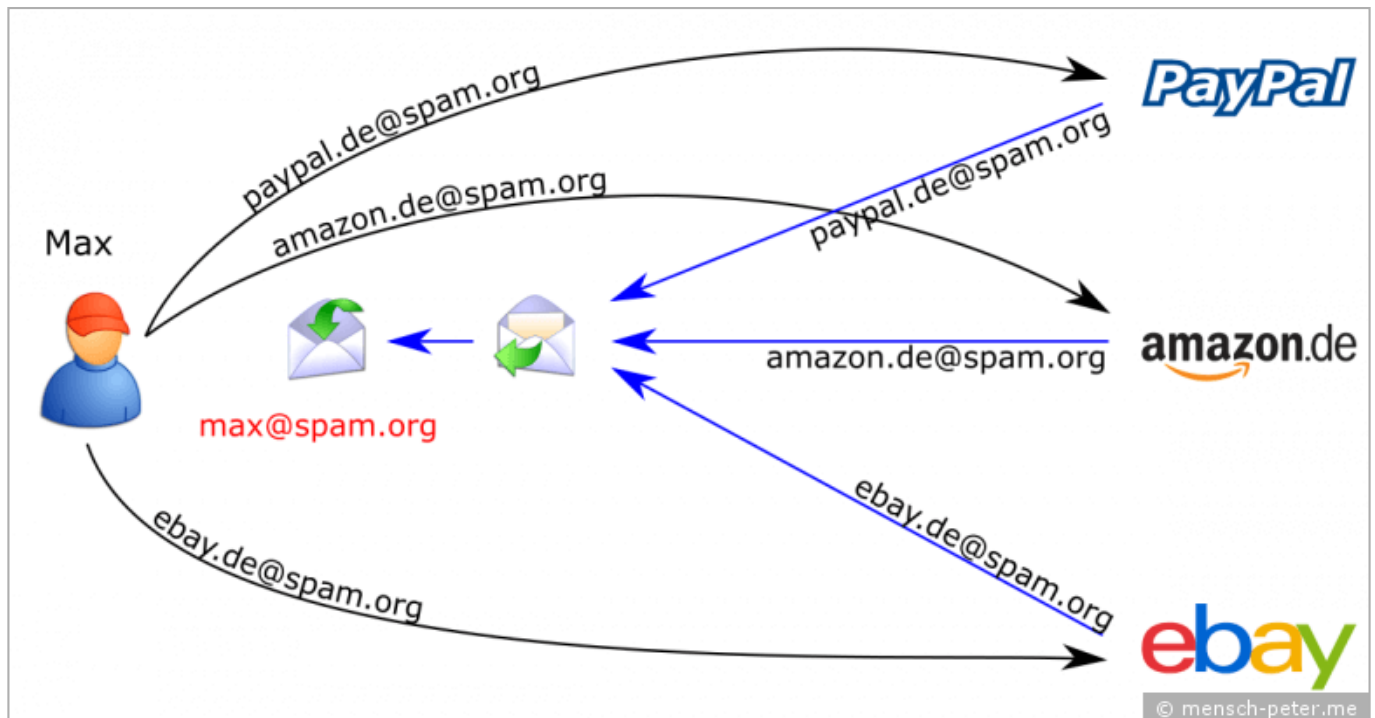 PayPal
paypal.de@spam.org
paypal.de@spam.org
amazon.de@spam.org
Max
amazon.de
amazon.de@spam.org
max@spam.org
ebay.de@spam.org
ebay.de@spam.org
ebay
© mensch-peter.me